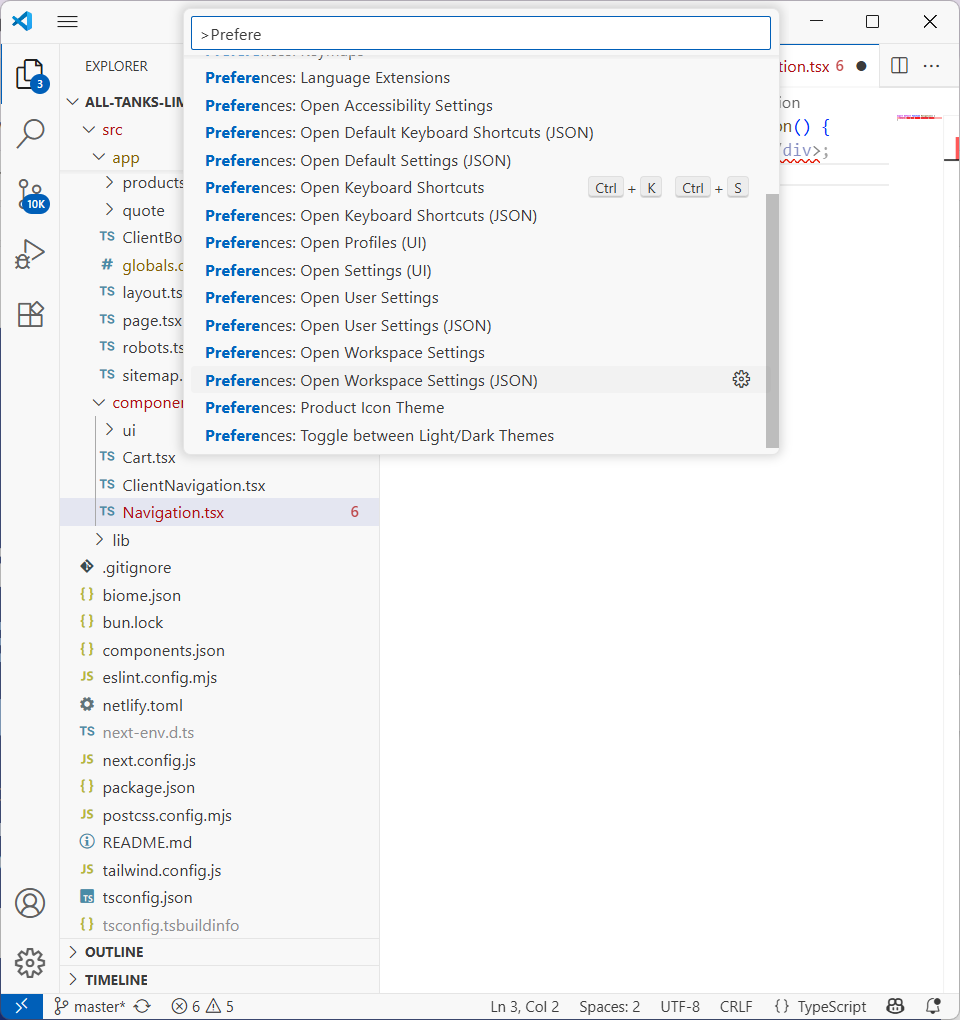 >Prefere
EXPLORER
tion.tsx 6
3
ALL-TANKS-LIM
src
app
products
quote
TS ClientBo
# globals.c
TS layout.ts
TS page.tsx
TS robots.ts
TS sitemap.
componen
ui
TS Cart.tsx
TS ClientNavigation.tsx
TS Navigation.tsx 6
lib
.gitignore
{} biome.json
{} bun.lock
{} components.json
JS eslint.config.mjs
netlify.toml
TS next-env.d.ts
JS next.config.js
{} package.json
JS postcss.config.mjs
README.md
JS tailwind.config.js
TS tsconfig.json
{} tsconfig.tsbuildinfo
OUTLINE
TIMELINE
10K
Preferences: Language Extensions
Preferences: Open Accessibility Settings
Preferences: Open Default Keyboard Shortcuts (JSON)
Preferences: Open Default Settings (JSON)
Preferences: Open Keyboard Shortcuts Ctrl + K Ctrl + S
Preferences: Open Keyboard Shortcuts (JSON)
Preferences: Open Profiles (UI)
Preferences: Open Settings (UI)
Preferences: Open User Settings
Preferences: Open User Settings (JSON)
Preferences: Open Workspace Settings
Preferences: Open Workspace Settings (JSON)
Preferences: Product Icon Theme
Preferences: Toggle between Light/Dark Themes
ion
on() {
/div>;
master* 6 5 Ln 3, Col 2 Spaces: 2 UTF-8 CRLF {} TypeScript